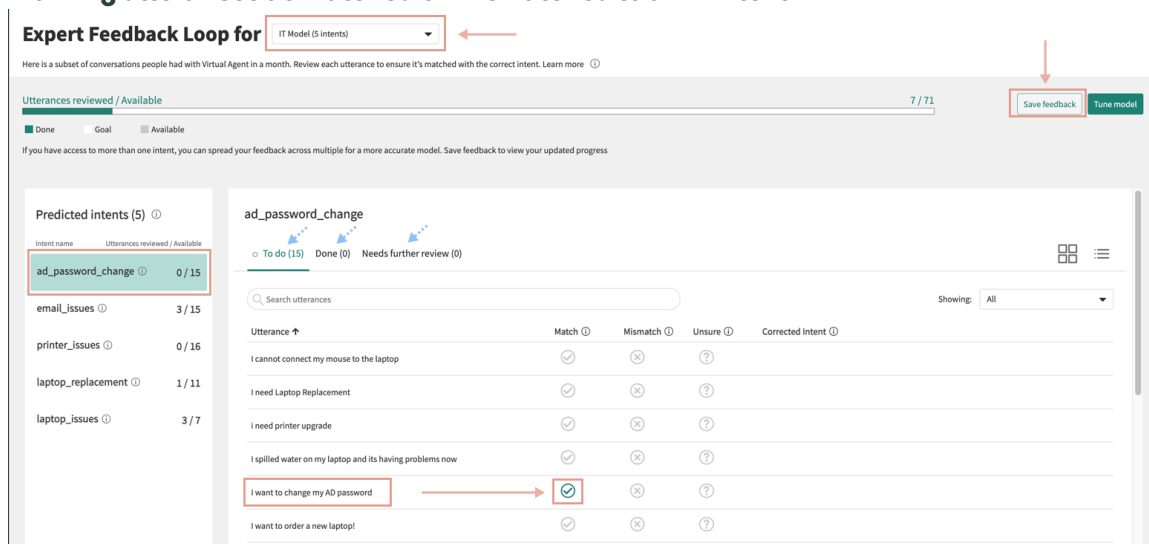 Expert Feedback Loop for IT Model (5 intents)
Here is a subset of conversations people had with Virtual Agent in a month. Review each utterance to ensure it's matched with the correct intent. Learn more
Utterances reviewed / Available 7 / 71
Save feedback Tune model
Done Goal Available
If you have access to more than one intent, you can spread your feedback across multiple for a more accurate model. Save feedback to view your updated progress
Predicted intents (5)
Intent name Utterances reviewed / Available
ad_password_change 0 / 15
email_issues 3 / 15
printer_issues 0 / 16
laptop_replacement 1 / 11
laptop_issues 3 / 7
ad_password_change
To do (15) Done (0) Needs further review (0)
Search utterances Showing: All
Utterance Match Mismatch Unsure Corrected Intent
I cannot connect my mouse to the laptop
I need Laptop Replacement
i need printer upgrade
I spilled water on my laptop and its having problems now
I want to change my AD password
I want to order a new laptop!